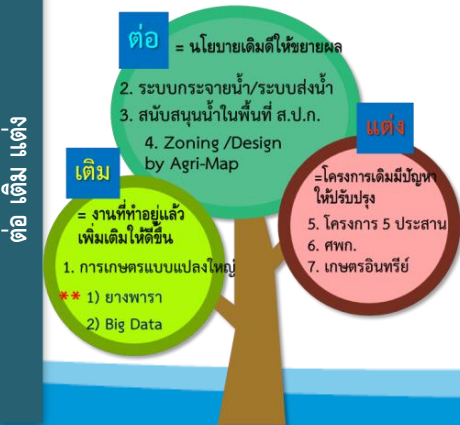 ต่อ เติม แต่ง
ต่อ
= นโยบายเดิมดีให้ขยายผล
2. ระบบกระจายน้ำ/ระบบส่งน้ำ
3. สนับสนุนน้ำในพื้นที่ ส.ป.ก.
4. Zoning /Design
by Agri-Map
เติม
= งานที่ทำอยู่แล้ว
เพิ่มเติมให้ดีขึ้น
1. การเกษตรแบบแปลงใหญ่
** 1) ยางพารา
2) Big Data
แต่ง
=โครงการเดิมมีปัญหา
ให้ปรับปรุง
5. โครงการ 5 ประสาน
6. ศพก.
7. เกษตรอินทรีย์